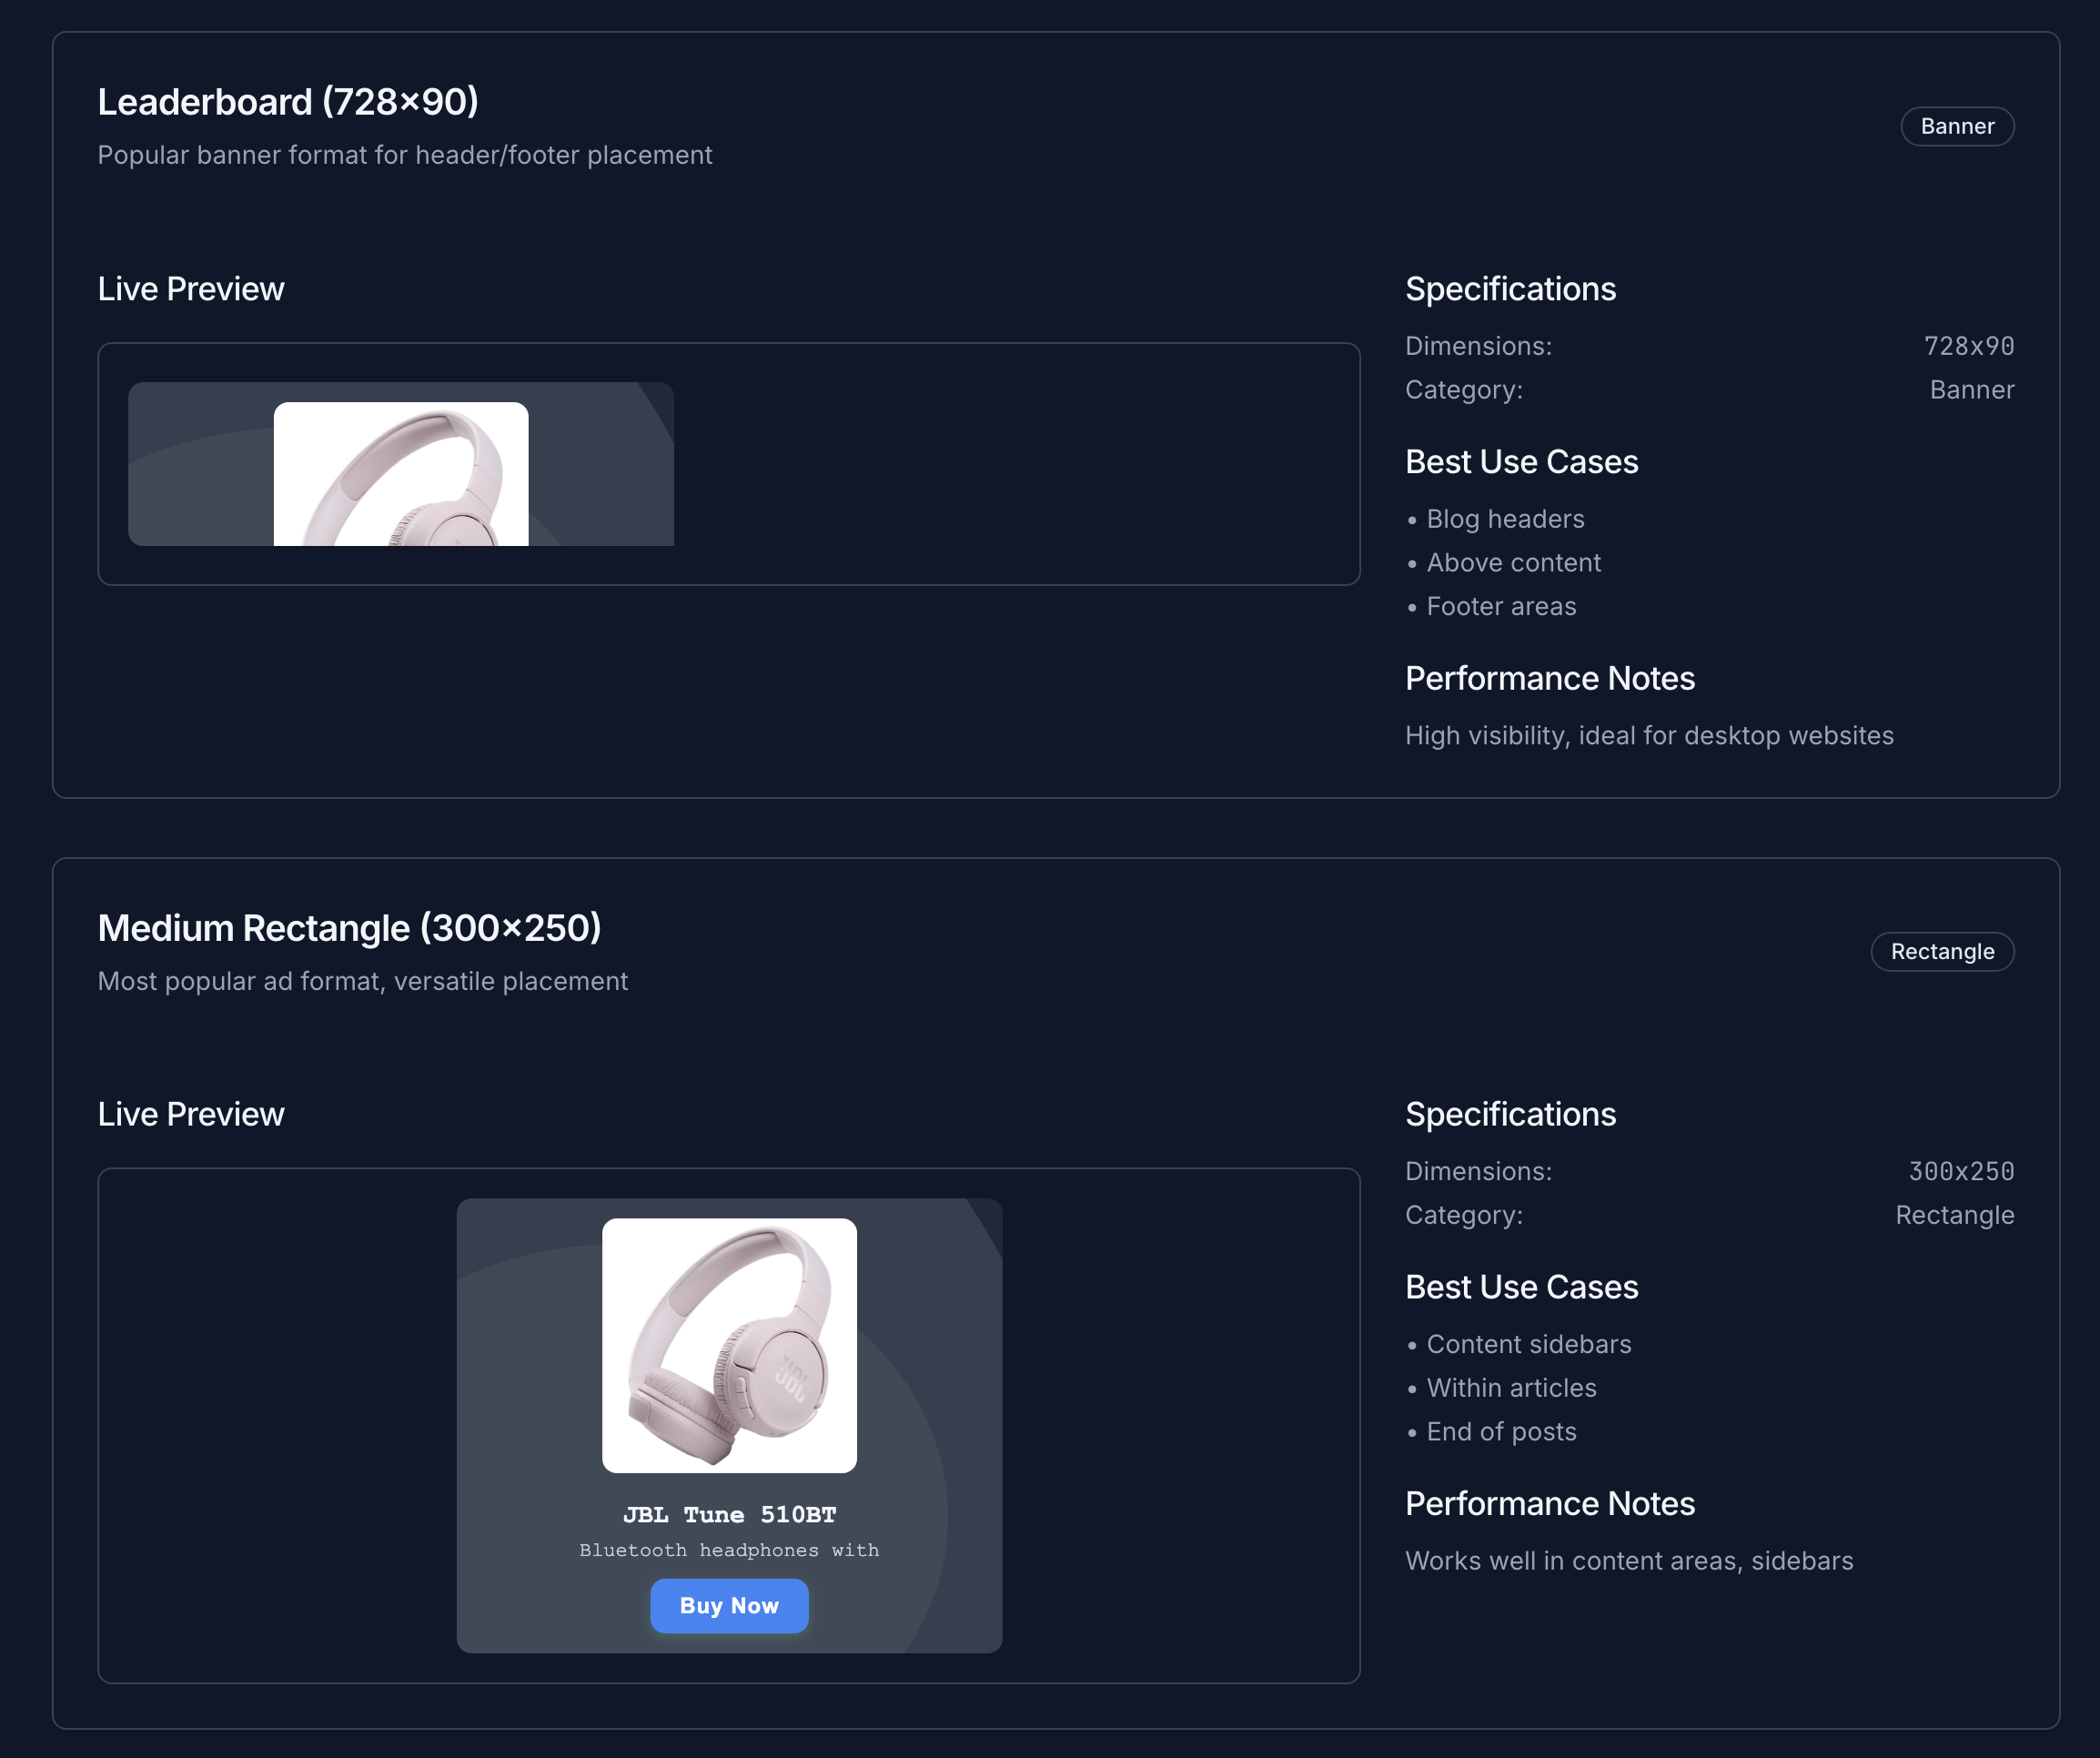 Leaderboard (728×90)
Popular banner format for header/footer placement
Banner
Live Preview
Specifications
Dimensions: 728x90
Category: Banner
Best Use Cases
• Blog headers
• Above content
• Footer areas
Performance Notes
High visibility, ideal for desktop websites
Medium Rectangle (300×250)
Most popular ad format, versatile placement
Rectangle
Live Preview
JBL
JBL Tune 510BT
Bluetooth headphones with
Buy Now
Specifications
Dimensions: 300x250
Category: Rectangle
Best Use Cases
• Content sidebars
• Within articles
• End of posts
Performance Notes
Works well in content areas, sidebars